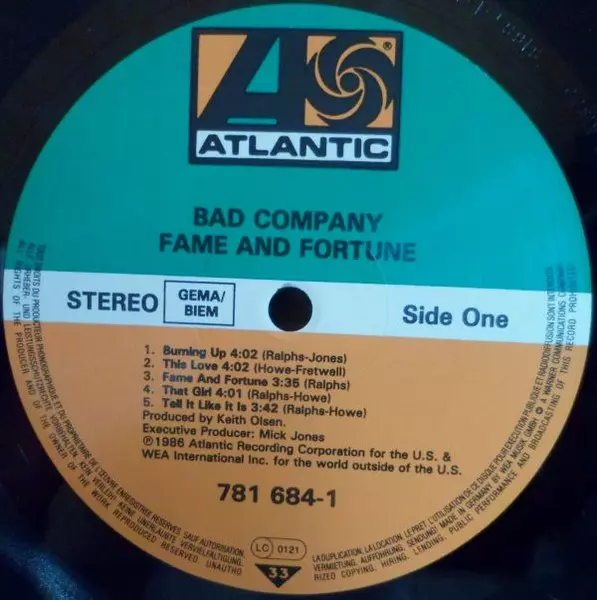 ATLANTIC
®
BAD COMPANY
FAME AND FORTUNE
STEREO
GEMA/
BIEM
Side One
1. Burning Up 4:02 (Ralphs-Jones)
2. This Love 4:02 (Howe-Fretwell)
3. Fame And Fortune 3:35 (Ralphs)
4. That Girl 4:01 (Ralphs-Howe)
5. Tell It Like It Is 3:42 (Ralphs-Howe)
Produced by Keith Olsen.
Executive Producer: Mick Jones
℗1986 Atlantic Recording Corporation for the U.S. &
WEA International Inc. for the world outside of the U.S.
781 684-1
LC 0121
33